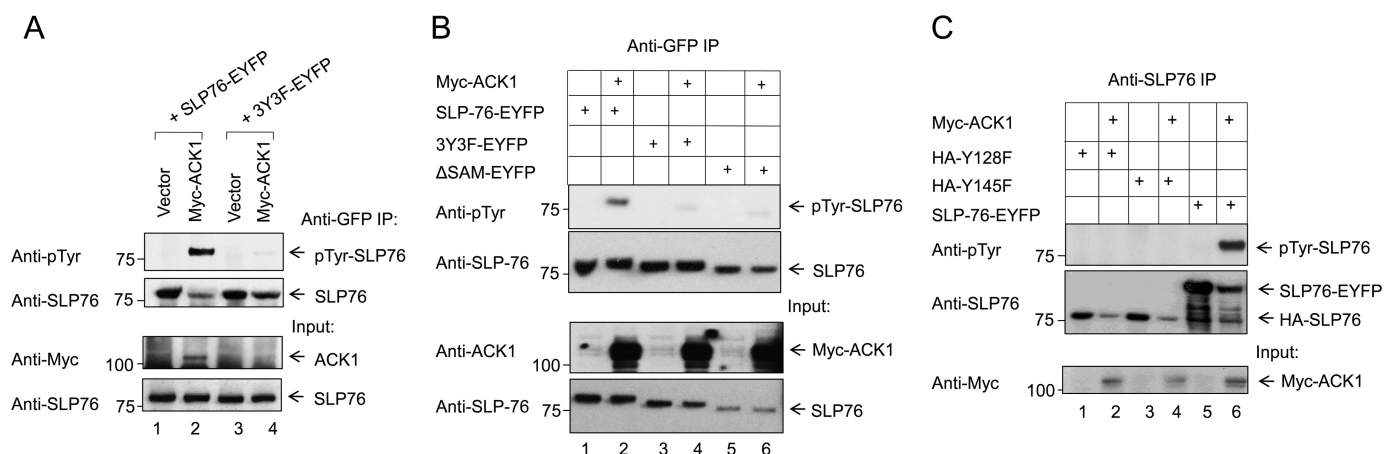 A
+ SLP76-EYFP
+ 3Y3F-EYFP
Vector
Myc-ACK1
Vector
Myc-ACK1
Anti-GFP IP:
Anti-pTyr
75
pTyr-SLP76
Anti-SLP76
75
SLP76
Input:
Anti-Myc
100
ACK1
Anti-SLP76
75
SLP76
1 2 3 4
B
Anti-GFP IP
Myc-ACK1 + + +
SLP-76-EYFP + +
3Y3F-EYFP + +
ΔSAM-EYFP + +
Anti-pTyr
75
pTyr-SLP76
Anti-SLP-76
75
SLP76
Input:
Anti-ACK1
100
Myc-ACK1
Anti-SLP-76
75
SLP76
1 2 3 4 5 6
C
Anti-SLP76 IP
Myc-ACK1 + + +
HA-Y128F + +
HA-Y145F + +
SLP-76-EYFP + +
Anti-pTyr
75
pTyr-SLP76
Anti-SLP76
SLP76-EYFP
75
HA-SLP76
Input:
Anti-Myc
100
Myc-ACK1
1 2 3 4 5 6